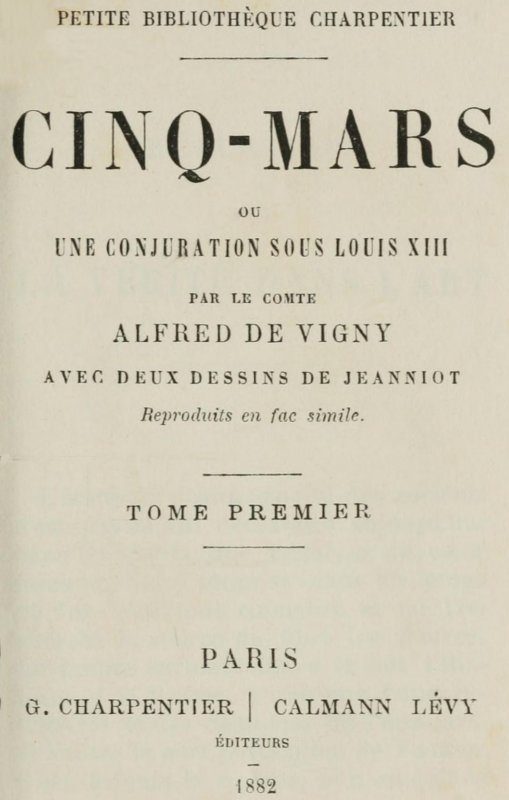 PETITE BIBLIOTHÈQUE CHARPENTIER
CINQ-MARS
OU
UNE CONJURATION SOUS LOUIS XIII
PAR LE COMTE
ALFRED DE VIGNY
AVEC DEUX DESSINS DE JEANNIOT
Reproduits en fac simile.
TOME PREMIER
PARIS
G. CHARPENTIER | CALMANN LÉVY
ÉDITEURS
1882